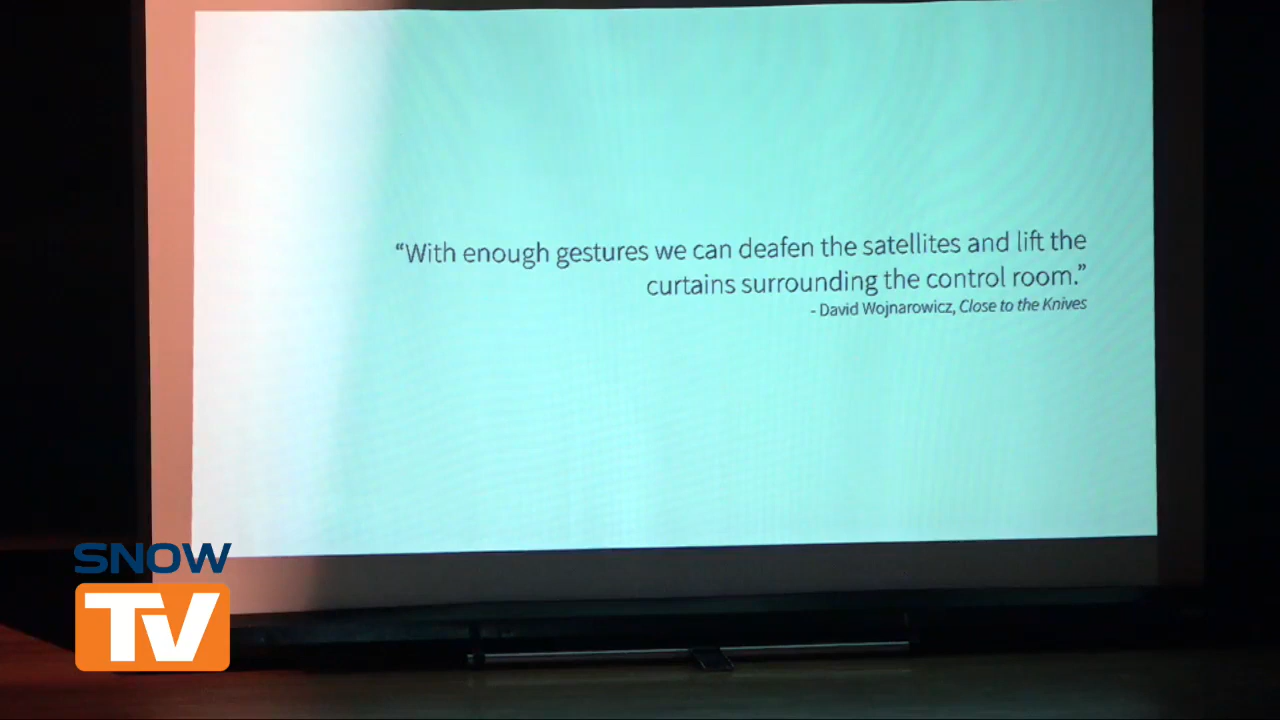 “With enough gestures we can deafen the satellites and lift the
curtains surrounding the control room.”
- David Wojnarowicz, Close to the Knives
SNOW
TV